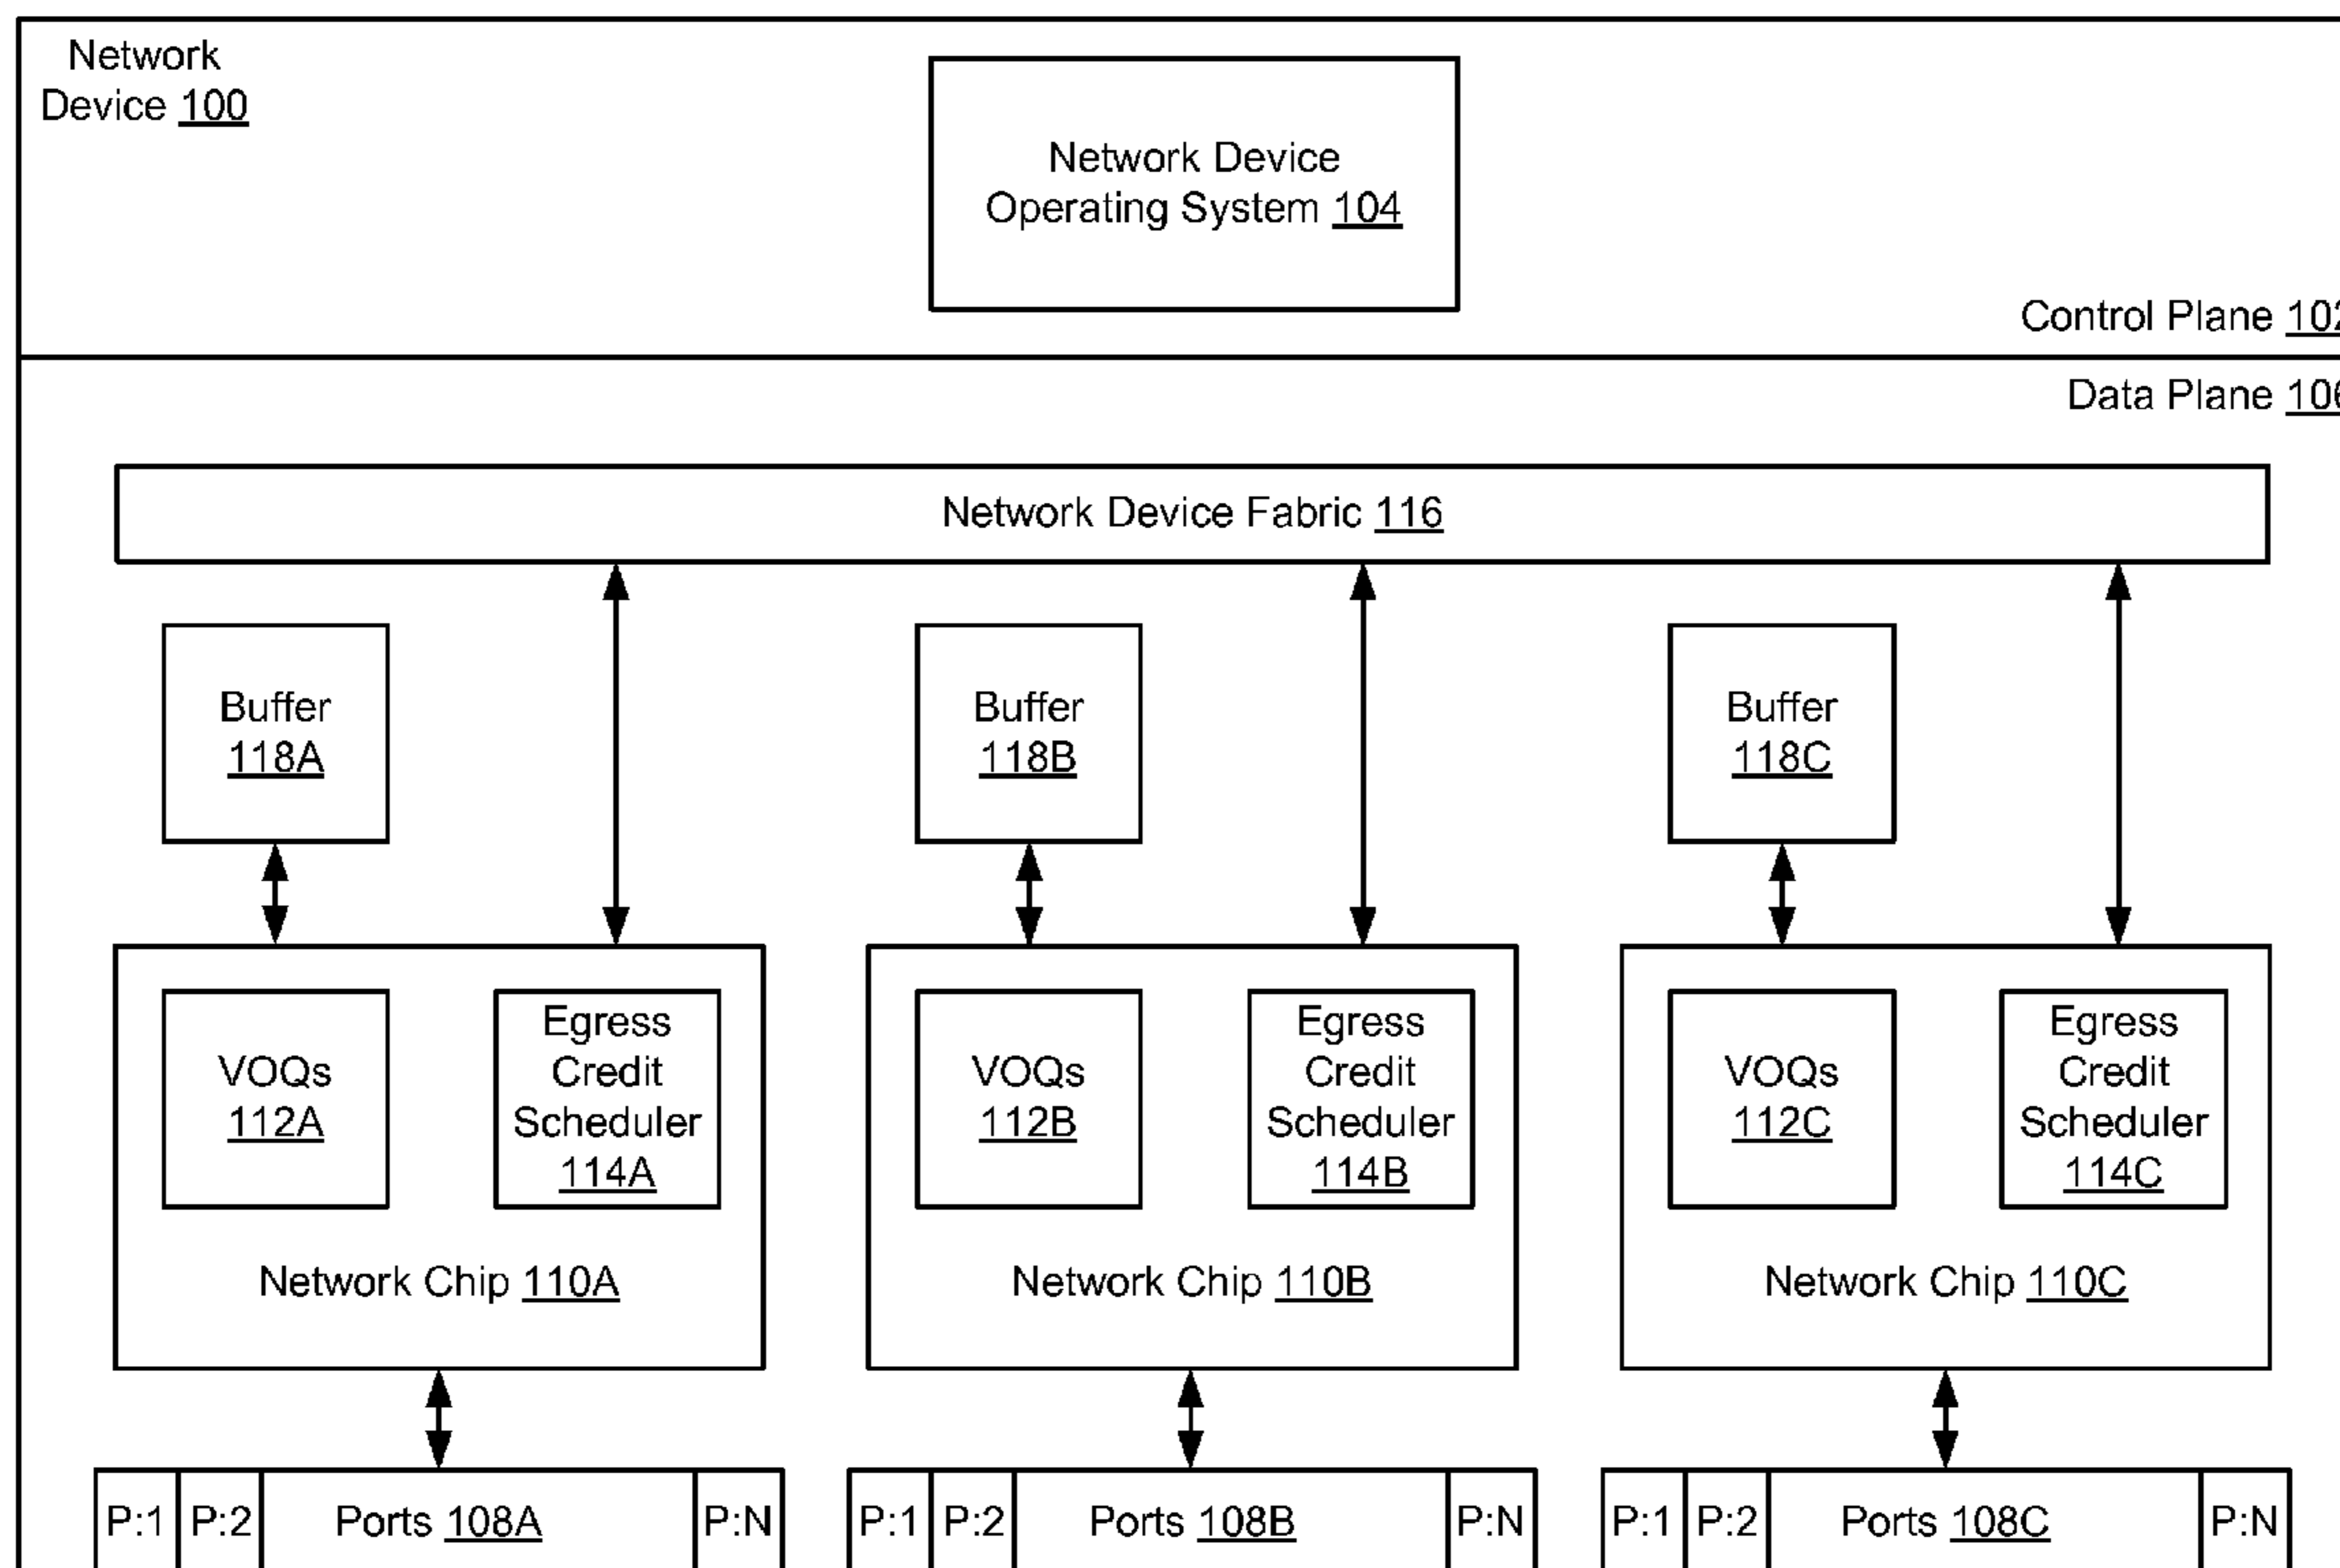 Network
Device 100
Network Device
Operating System 104
Control Plane 102
Data Plane 106
Network Device Fabric 116
Buffer
118A
Buffer
118B
Buffer
118C
VOQs
112A
Egress
Credit
Scheduler
114A
VOQs
112B
Egress
Credit
Scheduler
114B
VOQs
112C
Egress
Credit
Scheduler
114C
Network Chip 110A
Network Chip 110B
Network Chip 110C
P:1 P:2 Ports 108A P:N
P:1 P:2 Ports 108B P:N
P:1 P:2 Ports 108C P:N